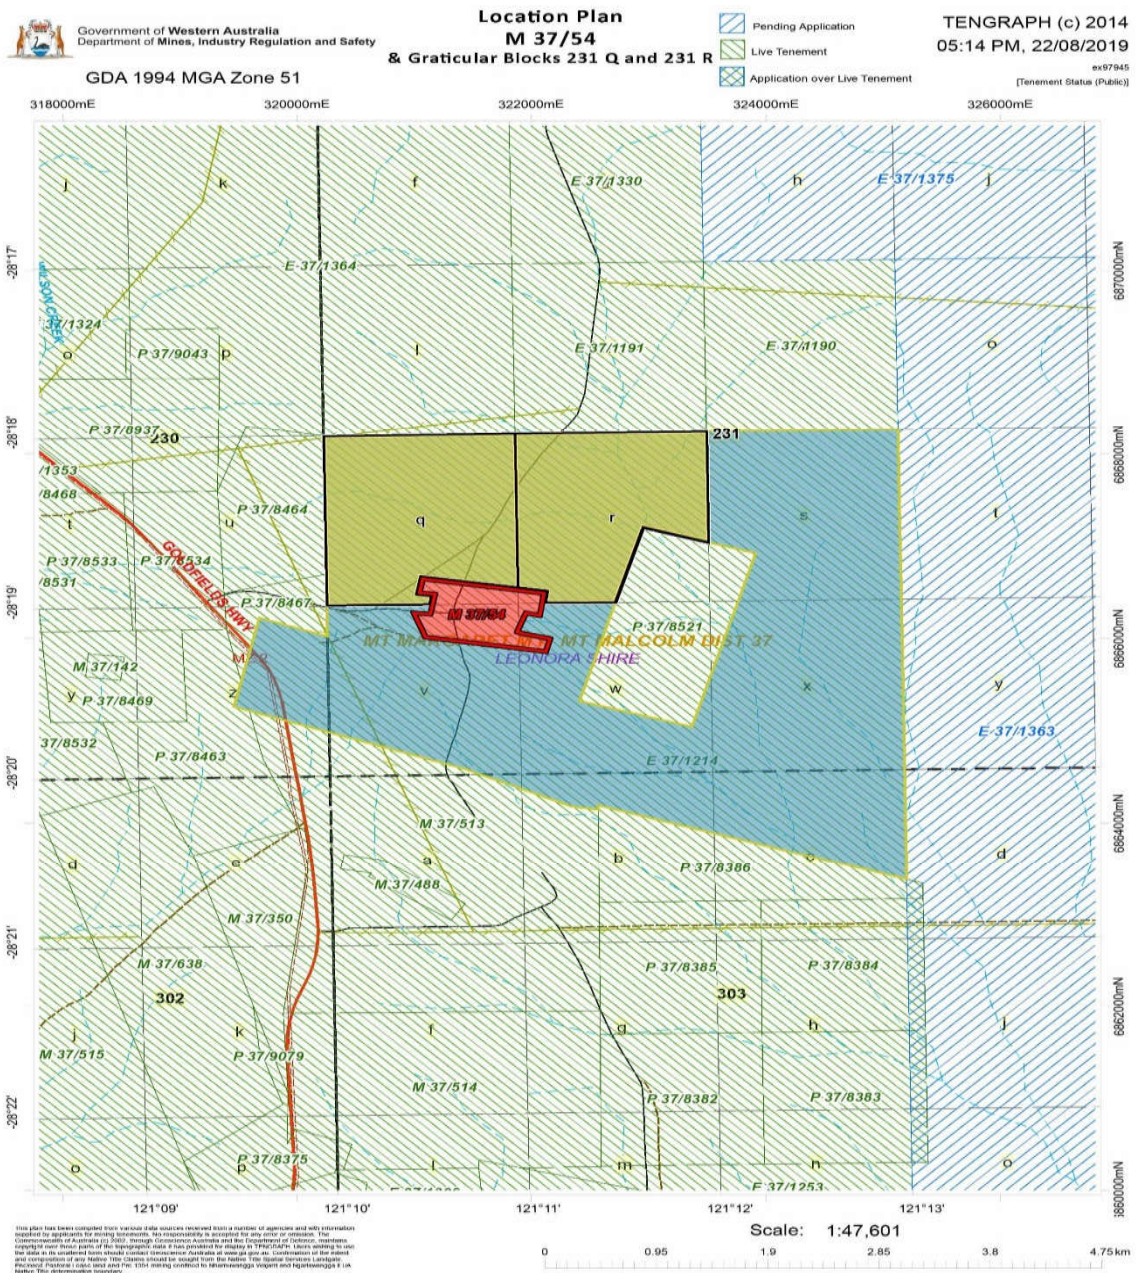 Government of Western Australia
Department of Mines, Industry Regulation and Safety
GDA 1994 MGA Zone 51
Location Plan
M 37/54
& Graticular Blocks 231 Q and 231 R
Pending Application
Live Tenement
Application over Live Tenement
TENGRAPH (c) 2014
05:14 PM, 22/08/2019
ex97945
[Tenement Status (Public)]
318000mE 320000mE 322000mE 324000mE 326000mE
j k f E 37/1330 h E 37/1375 j
-28°17'
6870000mN
E 37/1364
37/1324
o P 37/9043 p l E 37/1191 E 37/1190 o
-28°18'
P 37/8937 230 231
6868000mN
/1353
/8468
P 37/8464
t u q r s t
P 37/8533 P 37/8534
/8531
GOLDFIELDS HWY
-28°19'
P 37/8467
M 37/54
P 37/8521
6866000mN
MT MALCOLM DIST 37
LEONORA SHIRE
M 37/142
y P 37/8469 z v w x y
37/8532 P 37/8463 E 37/1214 E 37/1363
-28°20'
M 37/513
6864000mN
d e a b P 37/8386 d
M 37/488
M 37/350
-28°21'
M 37/638 P 37/8385 P 37/8384
302 303
6862000mN
j k f g h j
M 37/515 P 37/9079
M 37/514 P 37/8382 P 37/8383
-28°22'
o P 37/8375 p l m n o
E 37/1253
121°09' 121°10' 121°11' 121°12' 121°13'
Scale: 1:47,601
0 0.95 1.9 2.85 3.8 4.75km